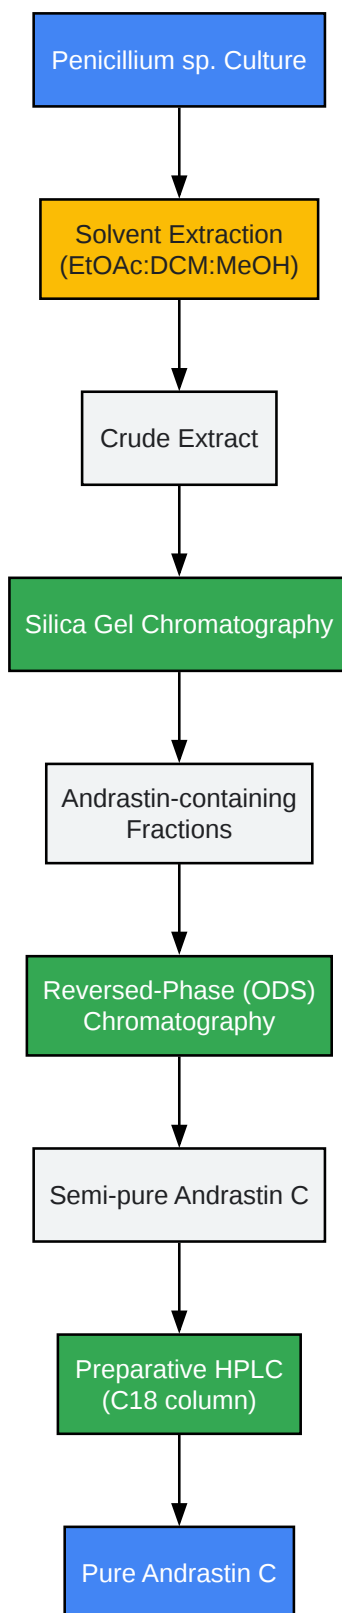 Penicillium sp. Culture
Solvent Extraction
(EtOAc:DCM:MeOH)
Crude Extract
Silica Gel Chromatography
Andrastin-containing
Fractions
Reversed-Phase (ODS)
Chromatography
Semi-pure Andrastin C
Preparative HPLC
(C18 column)
Pure Andrastin C